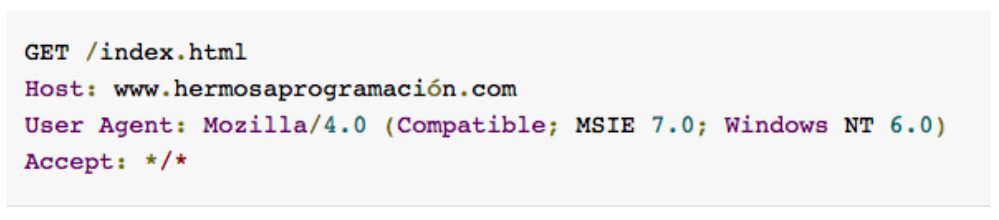 GET /index.html
Host: www.hermosaprogramación.com
User Agent: Mozilla/4.0 (Compatible; MSIE 7.0; Windows NT 6.0)
Accept: */*